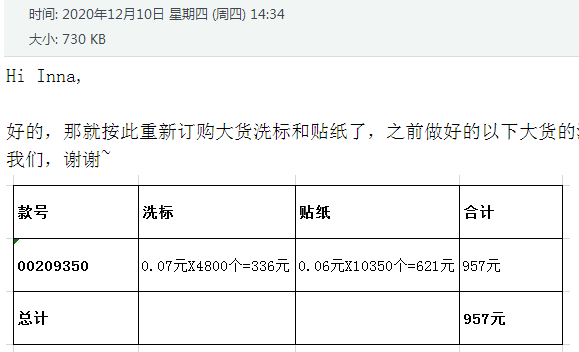 时间: 2020年12月10日 星期四 (周四) 14:34
大小: 730 KB
Hi Inna,
好的，那就按此重新订购大货洗标和贴纸了，之前做好的以下大货的
我们，谢谢~
款号 洗标 贴纸 合计
00209350 0.07元X4800个=336元 0.06元X10350个=621元 957元
总计 957元